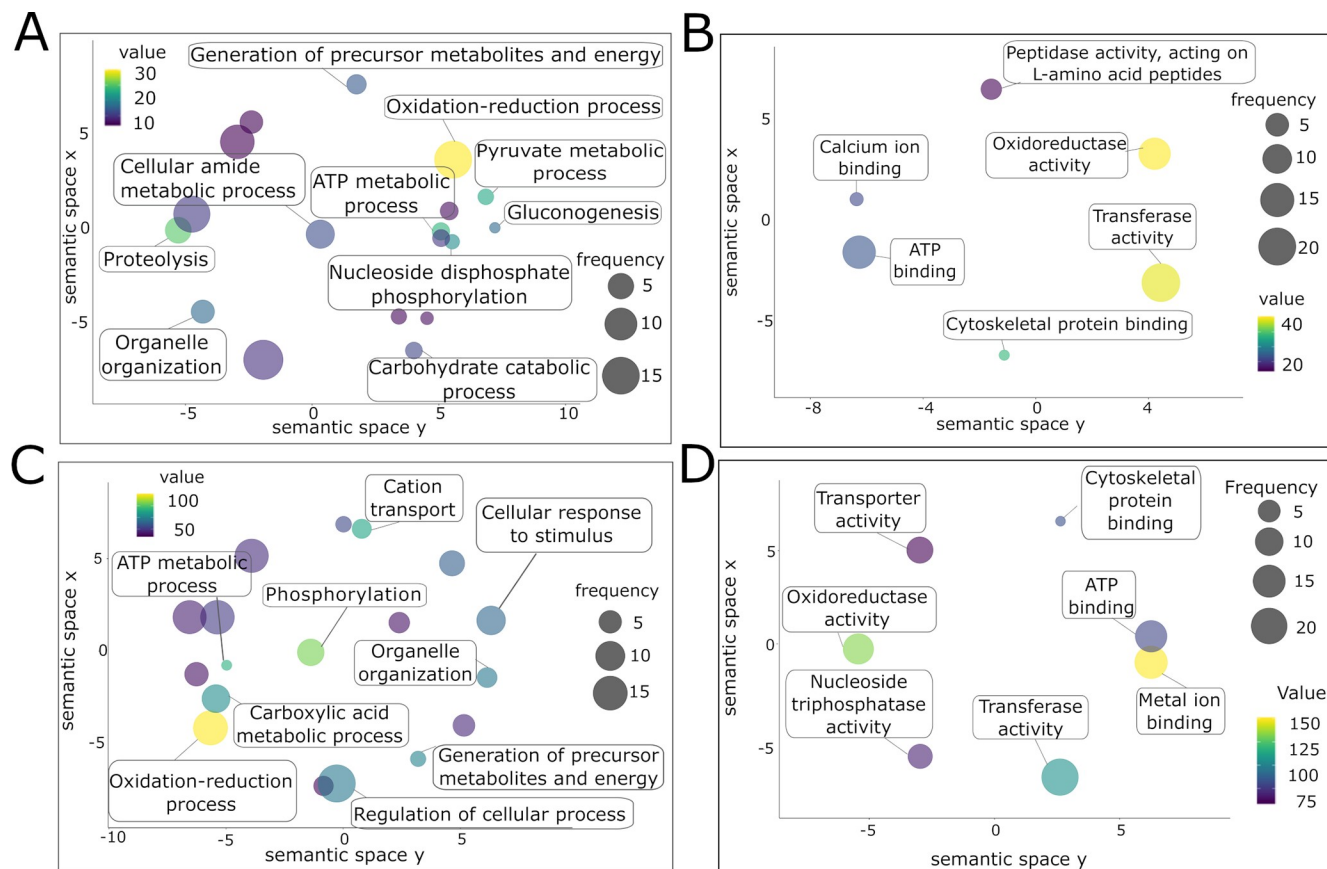 A
value
30
20
10
Generation of precursor metabolites and energy
Oxidation-reduction process
Pyruvate metabolic
process
Cellular amide
metabolic process
ATP metabolic
process
Gluconogenesis
Proteolysis
Nucleoside disphosphate
phosphorylation
Organelle
organization
Carbohydrate catabolic
process
frequency
5
10
15
semantic space x
5
0
-5
-5
0
5
10
semantic space y
B
Peptidase activity, acting on
L-amino acid peptides
Calcium ion
binding
Oxidoreductase
activity
Transferase
activity
ATP
binding
Cytoskeletal protein binding
frequency
5
10
15
20
value
40
20
semantic space x
5
0
-5
-8
-4
0
4
semantic space y
C
value
100
50
Cation
transport
Cellular response
to stimulus
ATP metabolic
process
Phosphorylation
Organelle
organization
Carboxylic acid
metabolic process
Generation of precursor
metabolites and energy
Oxidation-reduction
process
Regulation of cellular process
frequency
5
10
15
semantic space x
5
0
-5
-10
-5
0
5
semantic space y
D
Transporter
activity
Cytoskeletal
protein
binding
ATP
binding
Oxidoreductase
activity
Nucleoside
triphosphatase
activity
Transferase
activity
Metal ion
binding
Frequency
5
10
15
20
Value
150
125
100
75
semantic space x
5
0
-5
-5
0
5
semantic space y